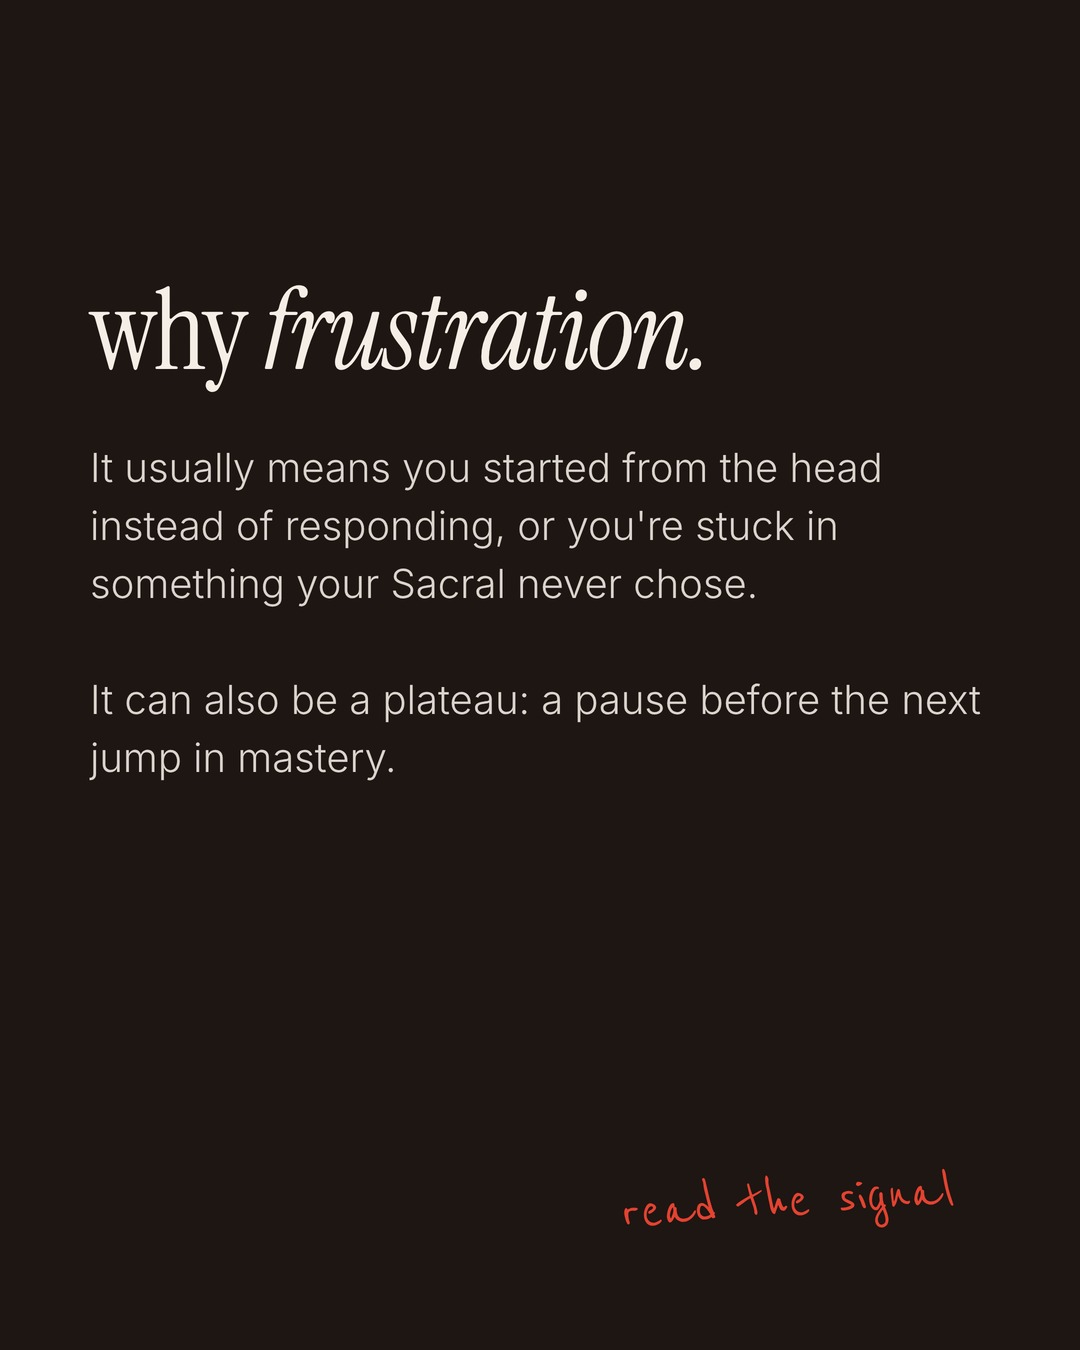 why frustration.
It usually means you started from the head
instead of responding, or you're stuck in
something your Sacral never chose.
It can also be a plateau: a pause before the next
jump in mastery.
read the signal